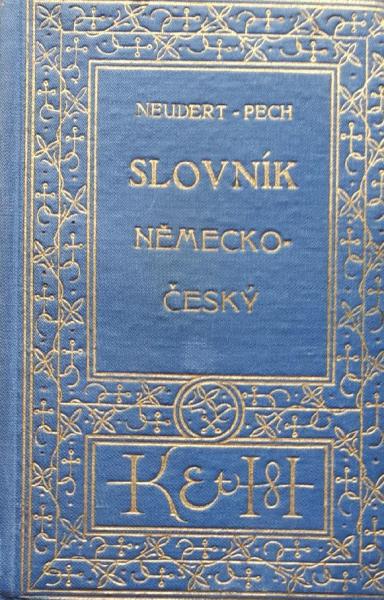 NEUDERT - PECH
SLOVNÍK
NĚMECKO-
ČESKÝ
K & H